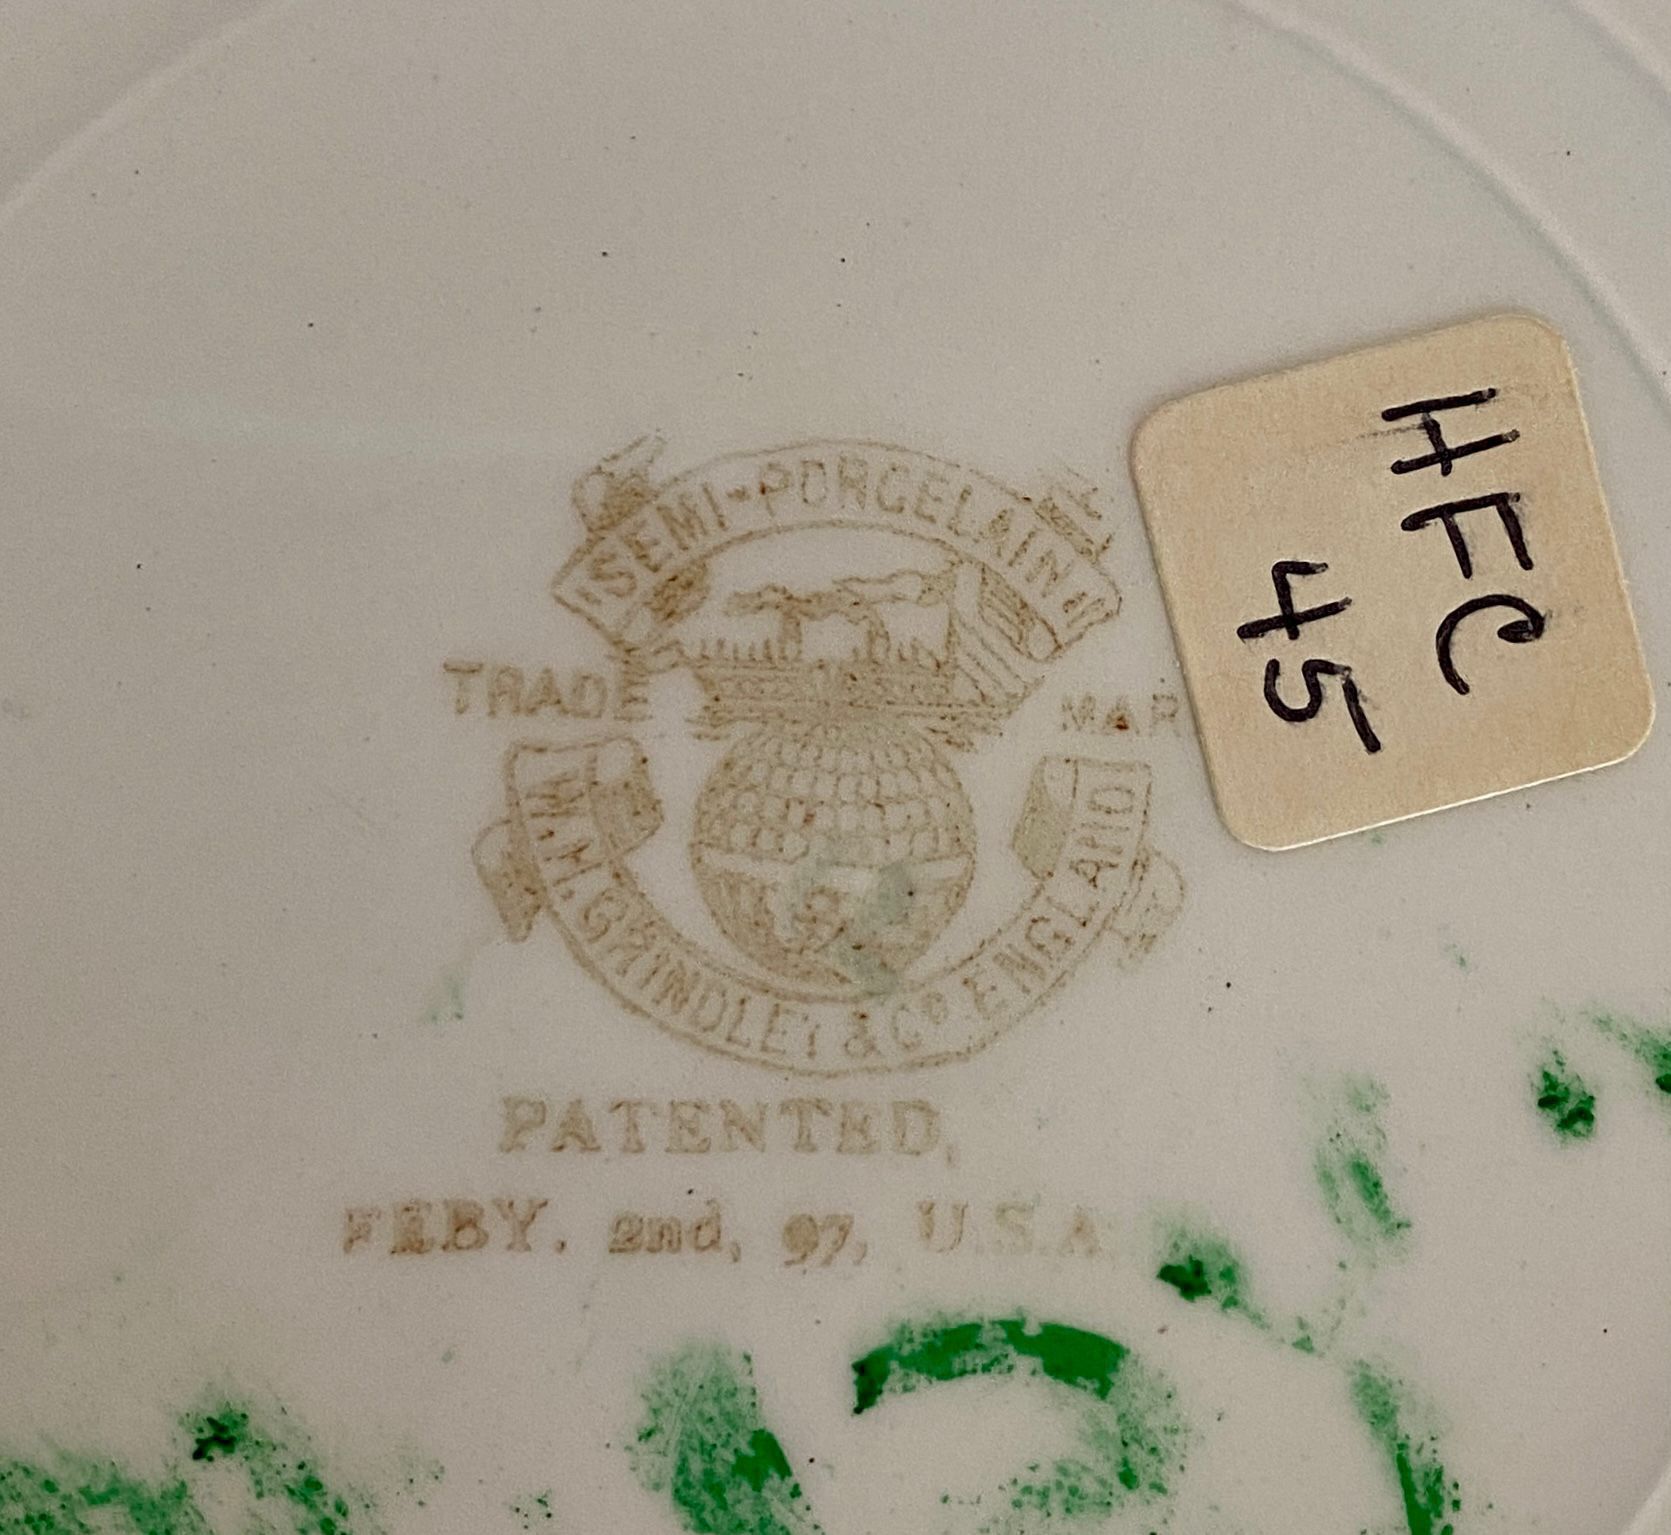 SEMI-PORCELAIN
TRADE MAR
W.H. GRINDLEY & Co ENGLAND
PATENTED,
FEBY. 2nd, 97, U.S.A
HFC
45